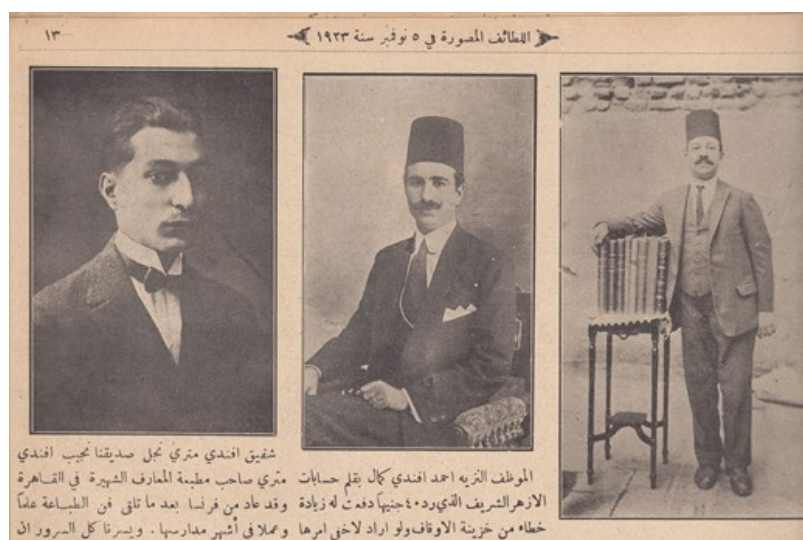 اللطائف المصورة في ٥ نوفمبر سنة ١٩٢٣
١٣
الموظف النزيه احمد افندي كمال بقلم حسابات
الازهر الشريف الذي رد ٤٠ جنيها دفعت له زيادة
خطاء من خزينة الاوقاف ولو اراد لاخفى امرها
شفيق افندي متري نجل صديقنا نجيب افندي
متري صاحب مطبعة المعارف الشهيرة في القاهرة
وقد عاد من فرنسا بعد ما تلقى فن الطباعة علما
وعملا في أشهر مدارسها . ويسرنا كل السرور ان